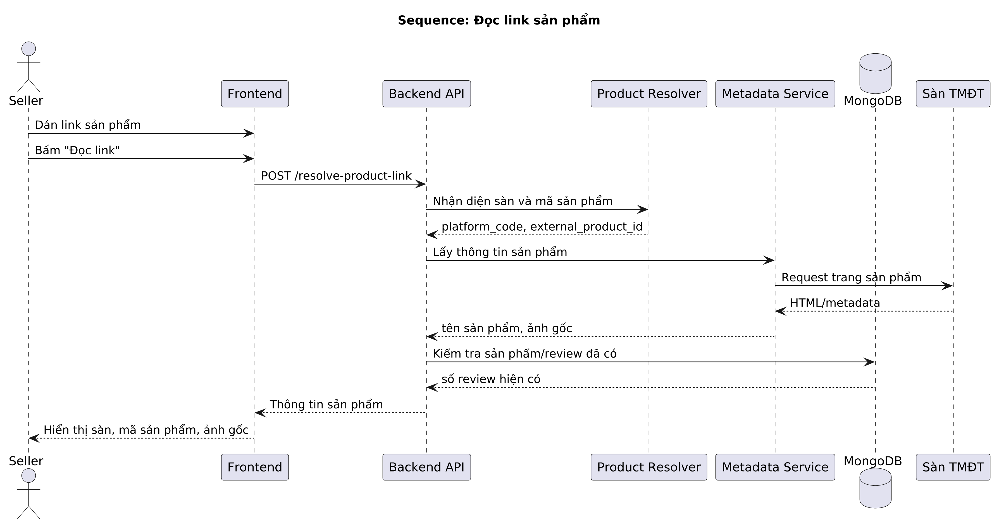 Sequence: Đọc link sản phẩm
Seller
Frontend
Backend API
Product Resolver
Metadata Service
MongoDB
Sàn TMĐT
Dán link sản phẩm
Bấm "Đọc link"
POST /resolve-product-link
Nhận diện sàn và mã sản phẩm
platform_code, external_product_id
Lấy thông tin sản phẩm
Request trang sản phẩm
HTML/metadata
tên sản phẩm, ảnh gốc
Kiểm tra sản phẩm/review đã có
số review hiện có
Thông tin sản phẩm
Hiển thị sàn, mã sản phẩm, ảnh gốc
Seller
Frontend
Backend API
Product Resolver
Metadata Service
MongoDB
Sàn TMĐT